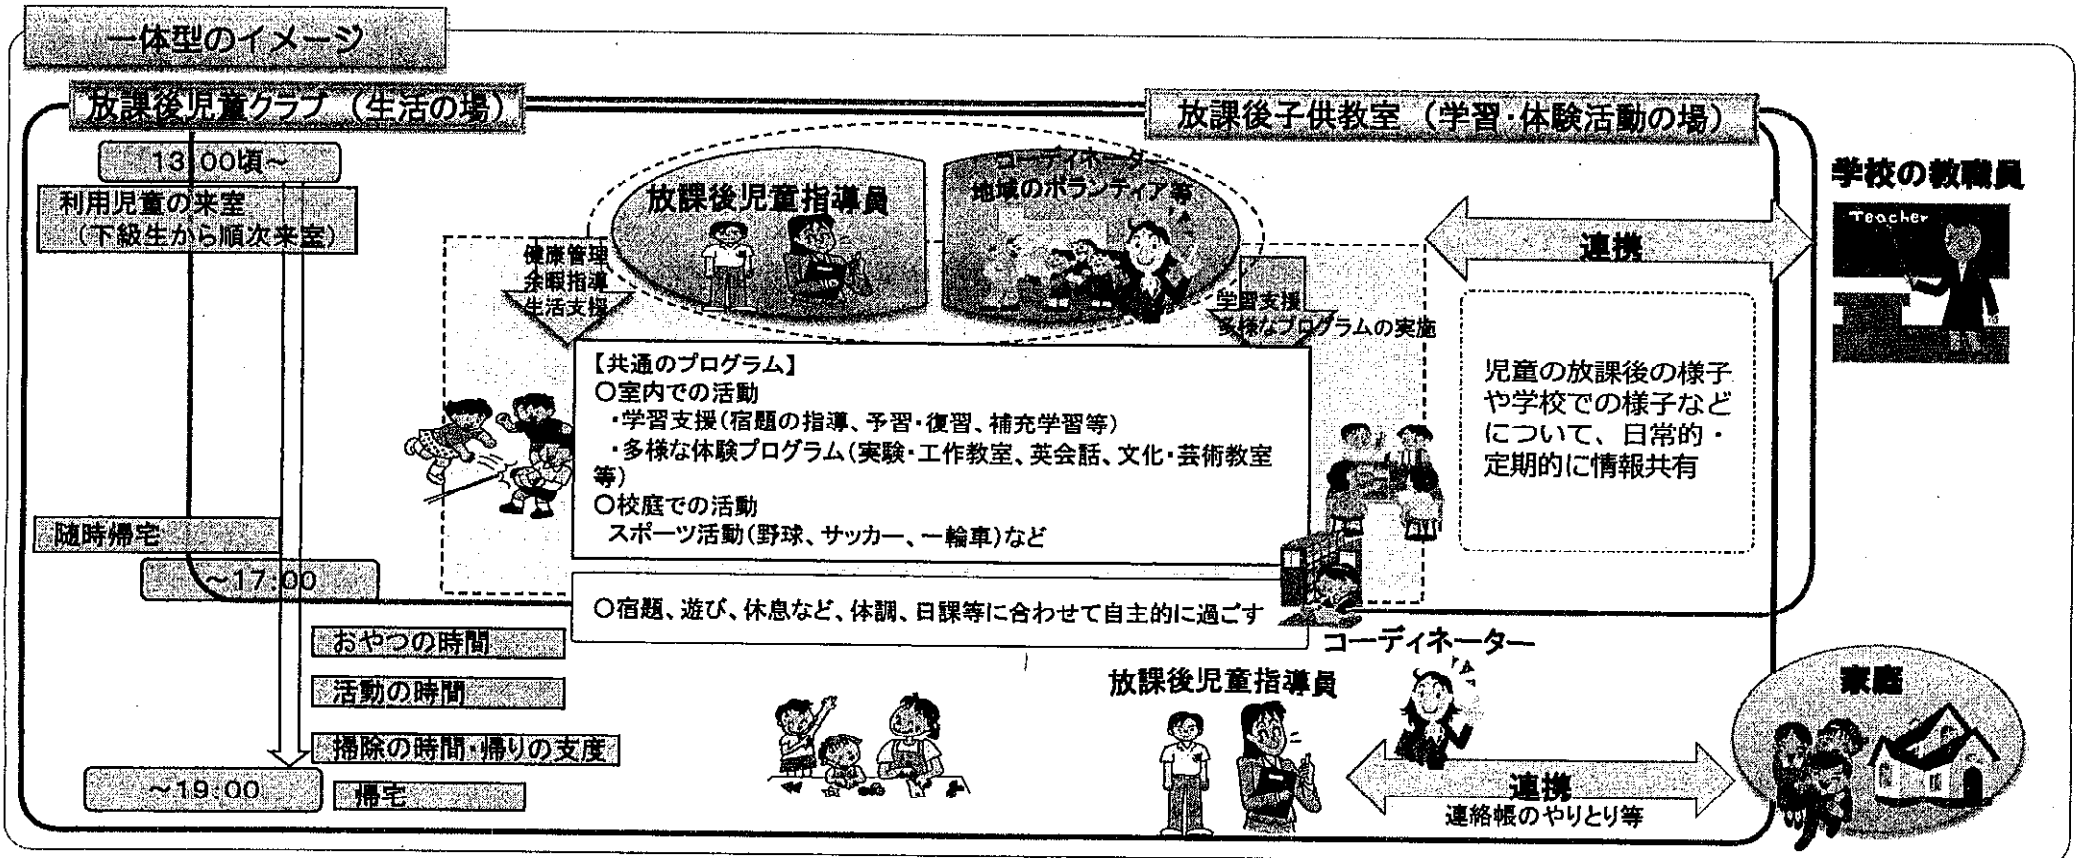 一体型のイメージ
放課後児童クラブ（生活の場）
放課後子供教室（学習・体験活動の場）
13:00頃～
利用児童の来室
（下級生から順次来室）
放課後児童指導員
コーディネーター
地域のボランティア等
学校の教職員
Teacher
連携
健康管理
余暇指導
生活支援
学習支援
多様なプログラムの実施
【共通のプログラム】
○室内での活動
・学習支援（宿題の指導、予習・復習、補充学習等）
・多様な体験プログラム（実験・工作教室、英会話、文化・芸術教室
等）
○校庭での活動
スポーツ活動（野球、サッカー、一輪車）など
児童の放課後の様子
や学校での様子など
について、日常的・
定期的に情報共有
随時帰宅
～17:00
○宿題、遊び、休息など、体調、日課等に合わせて自主的に過ごす
おやつの時間
活動の時間
掃除の時間・帰りの支度
～19:00
帰宅
コーディネーター
放課後児童指導員
連携
連絡帳のやりとり等
家庭